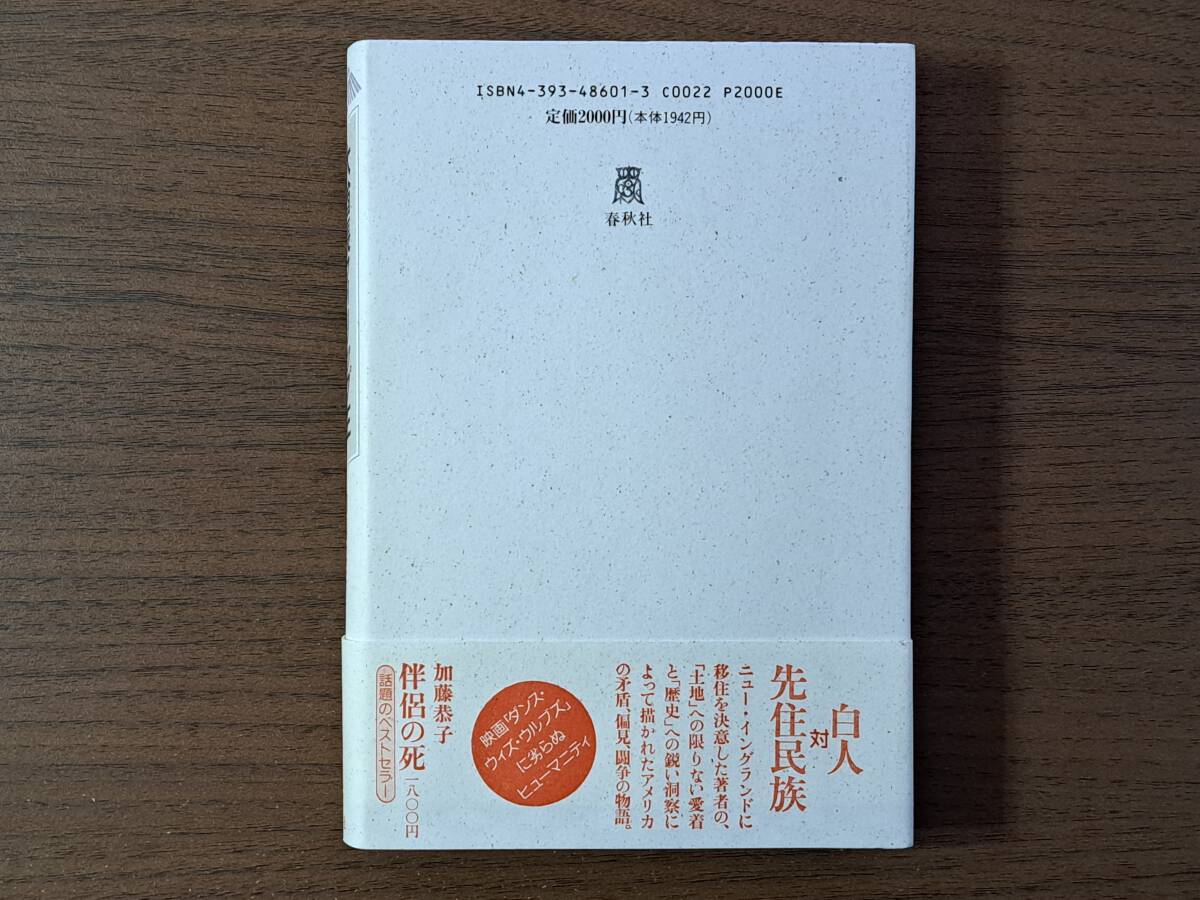 ISBN4-393-48601-3 C0022 P2000E
定価2000円(本体1942円)
春秋社
白人
対
先住民族
ニュー・イングランドに
移住を決意した著者の、
「土地」への限りない愛着
と「歴史」への鋭い洞察に
よって描かれたアメリカ
の矛盾、偏見、闘争の物語。
映画「ダンス・
ウィズ・ウルブズ」
に劣らぬ
ヒューマニティ
加藤恭子
伴侶の死 一八〇〇円
話題のベストセラー